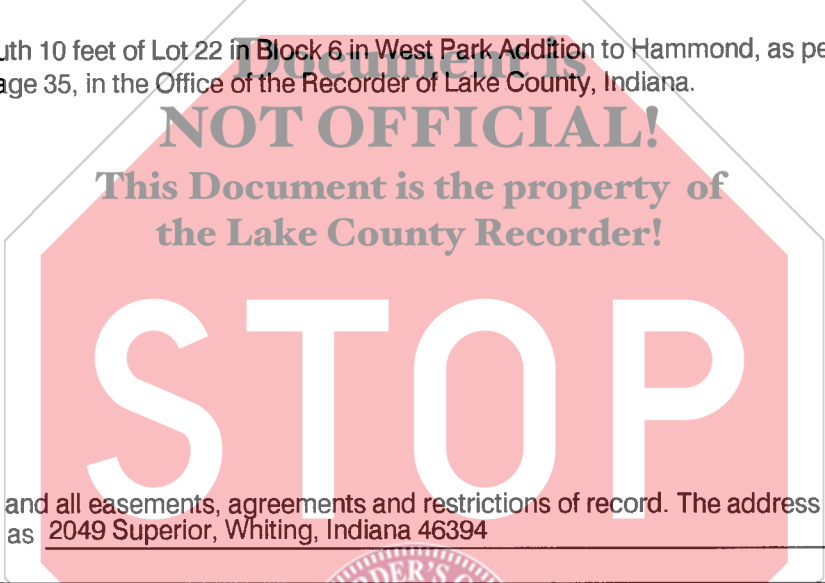 uth 10 feet of Lot 22 in Block 6 in West Park Addition to Hammond, as pe
Document is
age 35, in the Office of the Recorder of Lake County, Indiana.
NOT OFFICIAL!
This Document is the property of
the Lake County Recorder!
STOP
and all easements, agreements and restrictions of record. The address
as 2049 Superior, Whiting, Indiana 46394
RDER'S